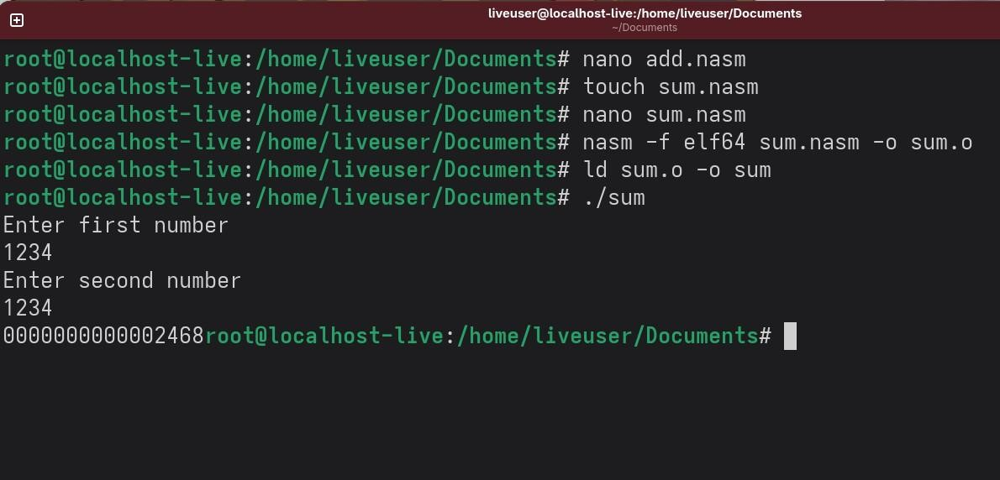 liveuser@localhost-live:/home/liveuser/Documents
~/Documents
root@localhost-live:/home/liveuser/Documents# nano add.nasm
root@localhost-live:/home/liveuser/Documents# touch sum.nasm
root@localhost-live:/home/liveuser/Documents# nano sum.nasm
root@localhost-live:/home/liveuser/Documents# nasm -f elf64 sum.nasm -o sum.o
root@localhost-live:/home/liveuser/Documents# ld sum.o -o sum
root@localhost-live:/home/liveuser/Documents# ./sum
Enter first number
1234
Enter second number
1234
0000000000002468root@localhost-live:/home/liveuser/Documents#